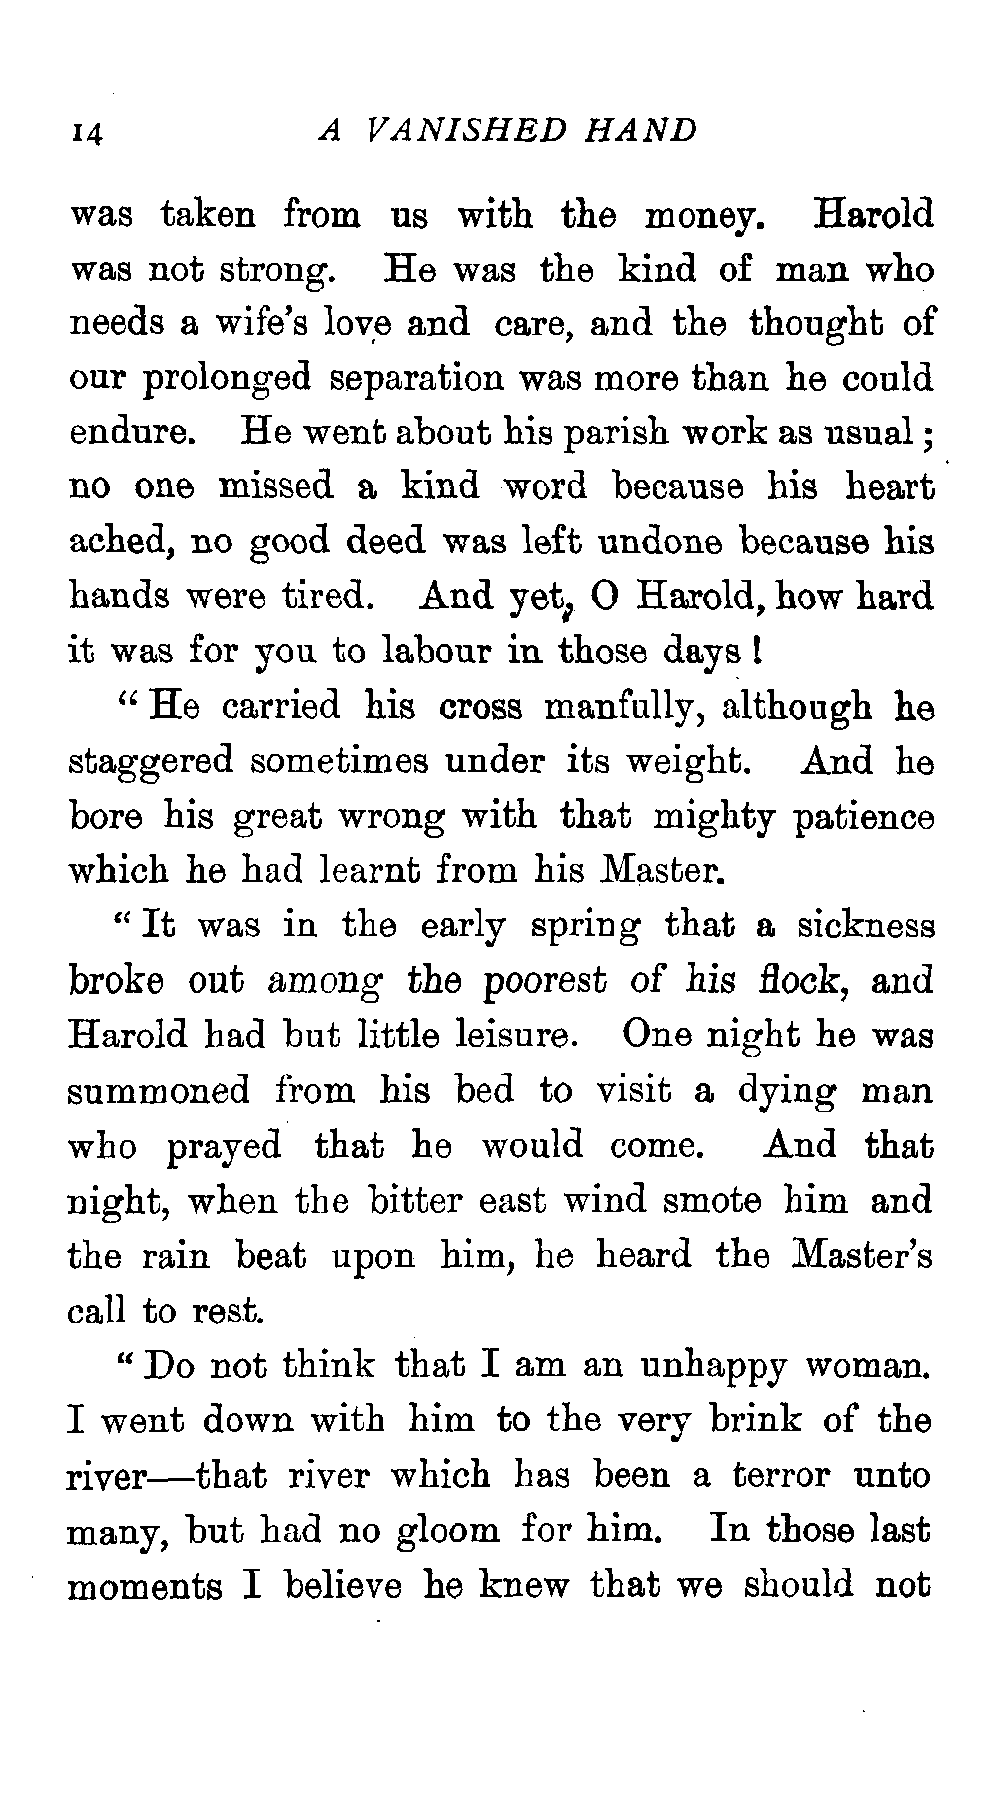 14 A VANISHED HAND
was taken from us with the money. Harold
was not strong. He was the kind of man who
needs a wife's love and care, and the thought of
our prolonged separation was more than he could
endure. He went about his parish work as usual;
no one missed a kind word because his heart
ached, no good deed was left undone because his
hands were tired. And yet, O Harold, how hard
it was for you to labour in those days!
"He carried his cross manfully, although he
staggered sometimes under its weight. And he
bore his great wrong with that mighty patience
which he had learnt from his Master.
"It was in the early spring that a sickness
broke out among the poorest of his flock, and
Harold had but little leisure. One night he was
summoned from his bed to visit a dying man
who prayed that he would come. And that
night, when the bitter east wind smote him and
the rain beat upon him, he heard the Master's
call to rest.
"Do not think that I am an unhappy woman.
I went down with him to the very brink of the
river—that river which has been a terror unto
many, but had no gloom for him. In those last
moments I believe he knew that we should not